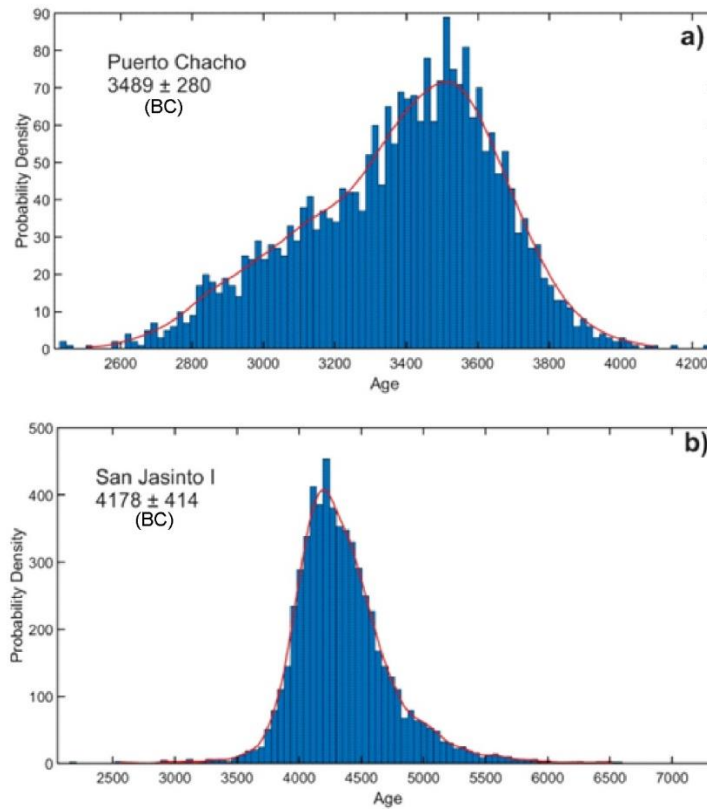 a)
Puerto Chacho
3489 ± 280
(BC)
Probability Density
90
80
70
60
50
40
30
20
10
0
2600 2800 3000 3200 3400 3600 3800 4000 4200
Age
b)
San Jasinto I
4178 ± 414
(BC)
Probability Density
500
400
300
200
100
0
2500 3000 3500 4000 4500 5000 5500 6000 6500 7000
Age